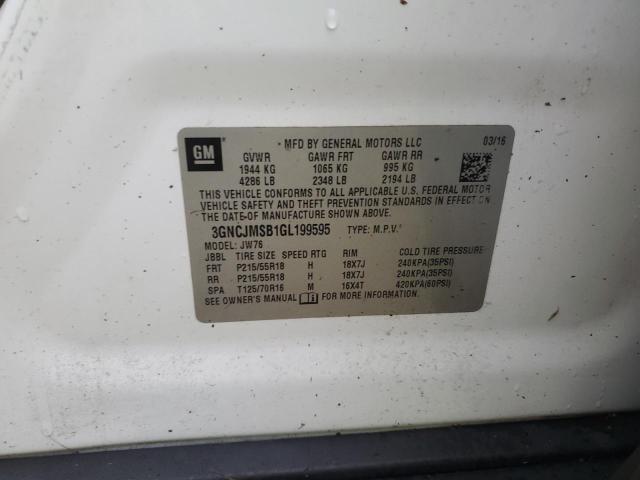 GM
MFD BY GENERAL MOTORS LLC 03/16
GVWR GAWR FRT GAWR RR
1944 KG 1065 KG 995 KG
4286 LB 2348 LB 2194 LB
THIS VEHICLE CONFORMS TO ALL APPLICABLE U.S. FEDERAL MOTOR
VEHICLE SAFETY AND THEFT PREVENTION STANDARDS IN EFFECT ON
THE DATE OF MANUFACTURE SHOWN ABOVE.
3GNCJMSB1GL199595 TYPE: M.P.V.
MODEL: JW76
JBBL TIRE SIZE SPEED RTG RIM COLD TIRE PRESSURE
FRT P215/55R18 H 18X7J 240KPA(35PSI)
RR P215/55R18 H 18X7J 240KPA(35PSI)
SPA T125/70R16 M 16X4T 420KPA(60PSI)
SEE OWNER'S MANUAL i FOR MORE INFORMATION.